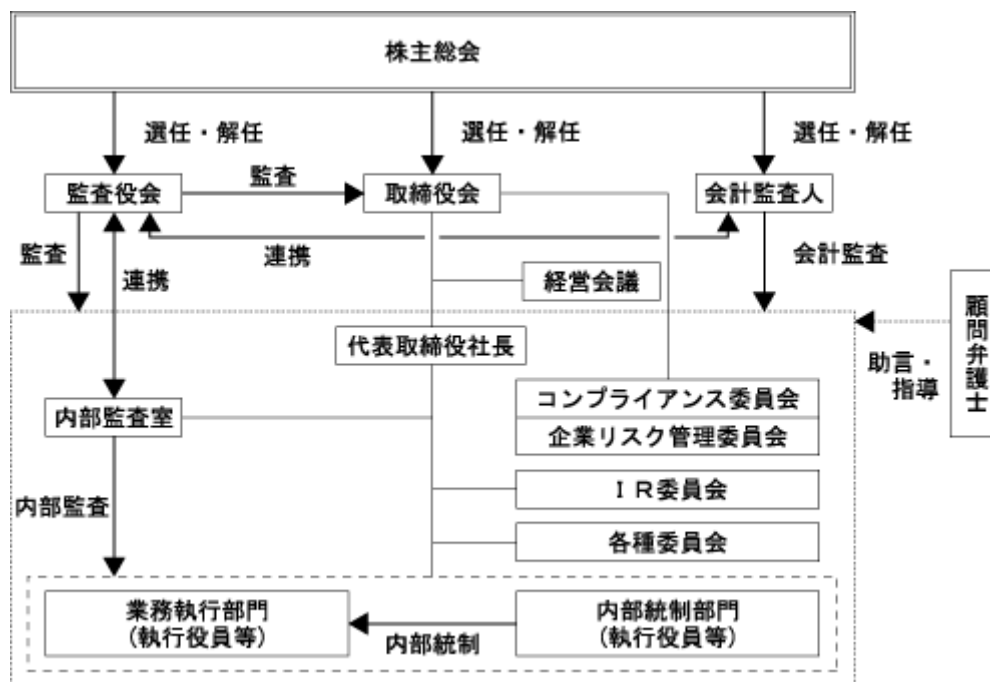 株主総会
選任・解任
選任・解任
選任・解任
監査役会
監査
取締役会
会計監査人
監査
連携
連携
会計監査
経営会議
顧問弁護士
代表取締役社長
助言・
指導
コンプライアンス委員会
内部監査室
企業リスク管理委員会
ＩＲ委員会
内部監査
各種委員会
業務執行部門
(執行役員等)
内部統制
内部統制部門
(執行役員等)